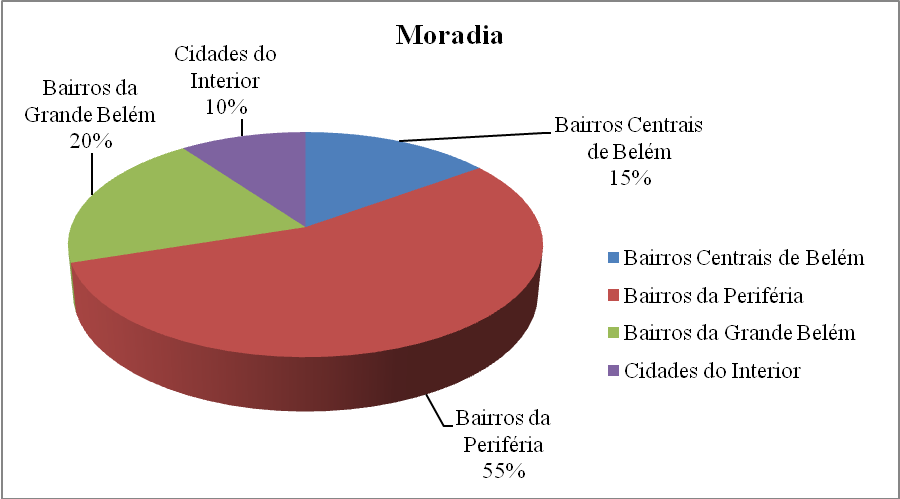 Moradia
Cidades do
Interior
10%
Bairros da
Grande Belém
20%
Bairros Centrais
de Belém
15%
Bairros Centrais de Belém
Bairros da Periféria
Bairros da Grande Belém
Cidades do Interior
Bairros da
Periféria
55%